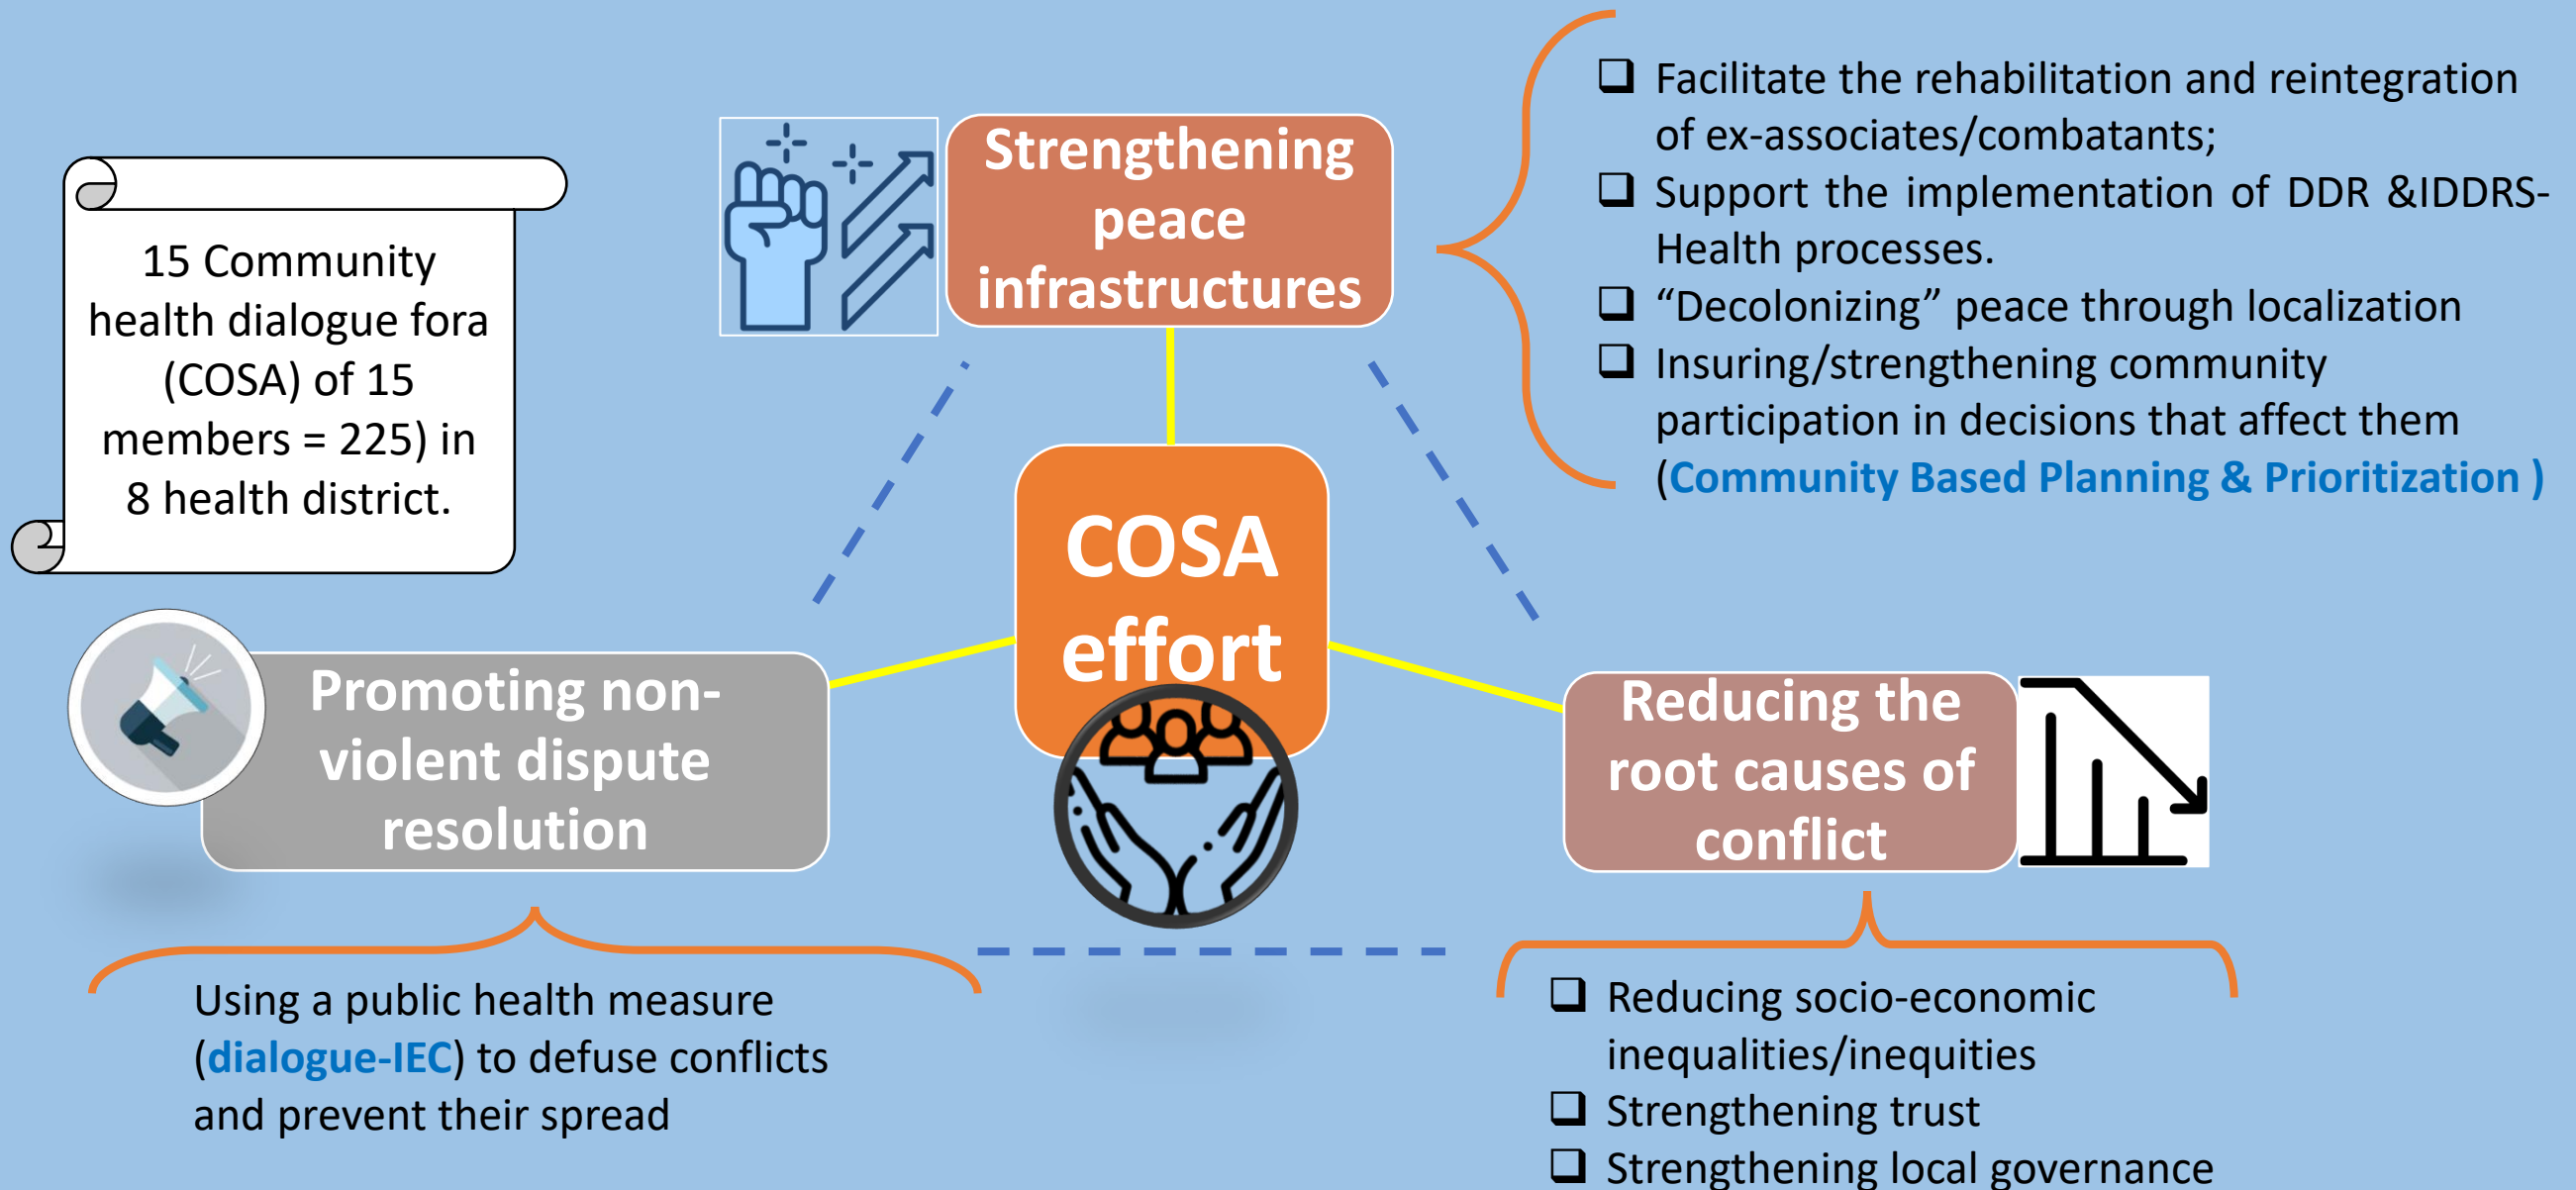 15 Community
health dialogue fora
(COSA) of 15
members = 225) in
8 health district.
Strengthening
peace
infrastructures
Facilitate the rehabilitation and reintegration
of ex-associates/combatants;
Support the implementation of DDR &IDDRS-
Health processes.
“Decolonizing” peace through localization
Insuring/strengthening community
participation in decisions that affect them
(Community Based Planning & Prioritization )
COSA
effort
Promoting non-
violent dispute
resolution
Using a public health measure
(dialogue-IEC) to defuse conflicts
and prevent their spread
Reducing the
root causes of
conflict
Reducing socio-economic
inequalities/inequities
Strengthening trust
Strengthening local governance